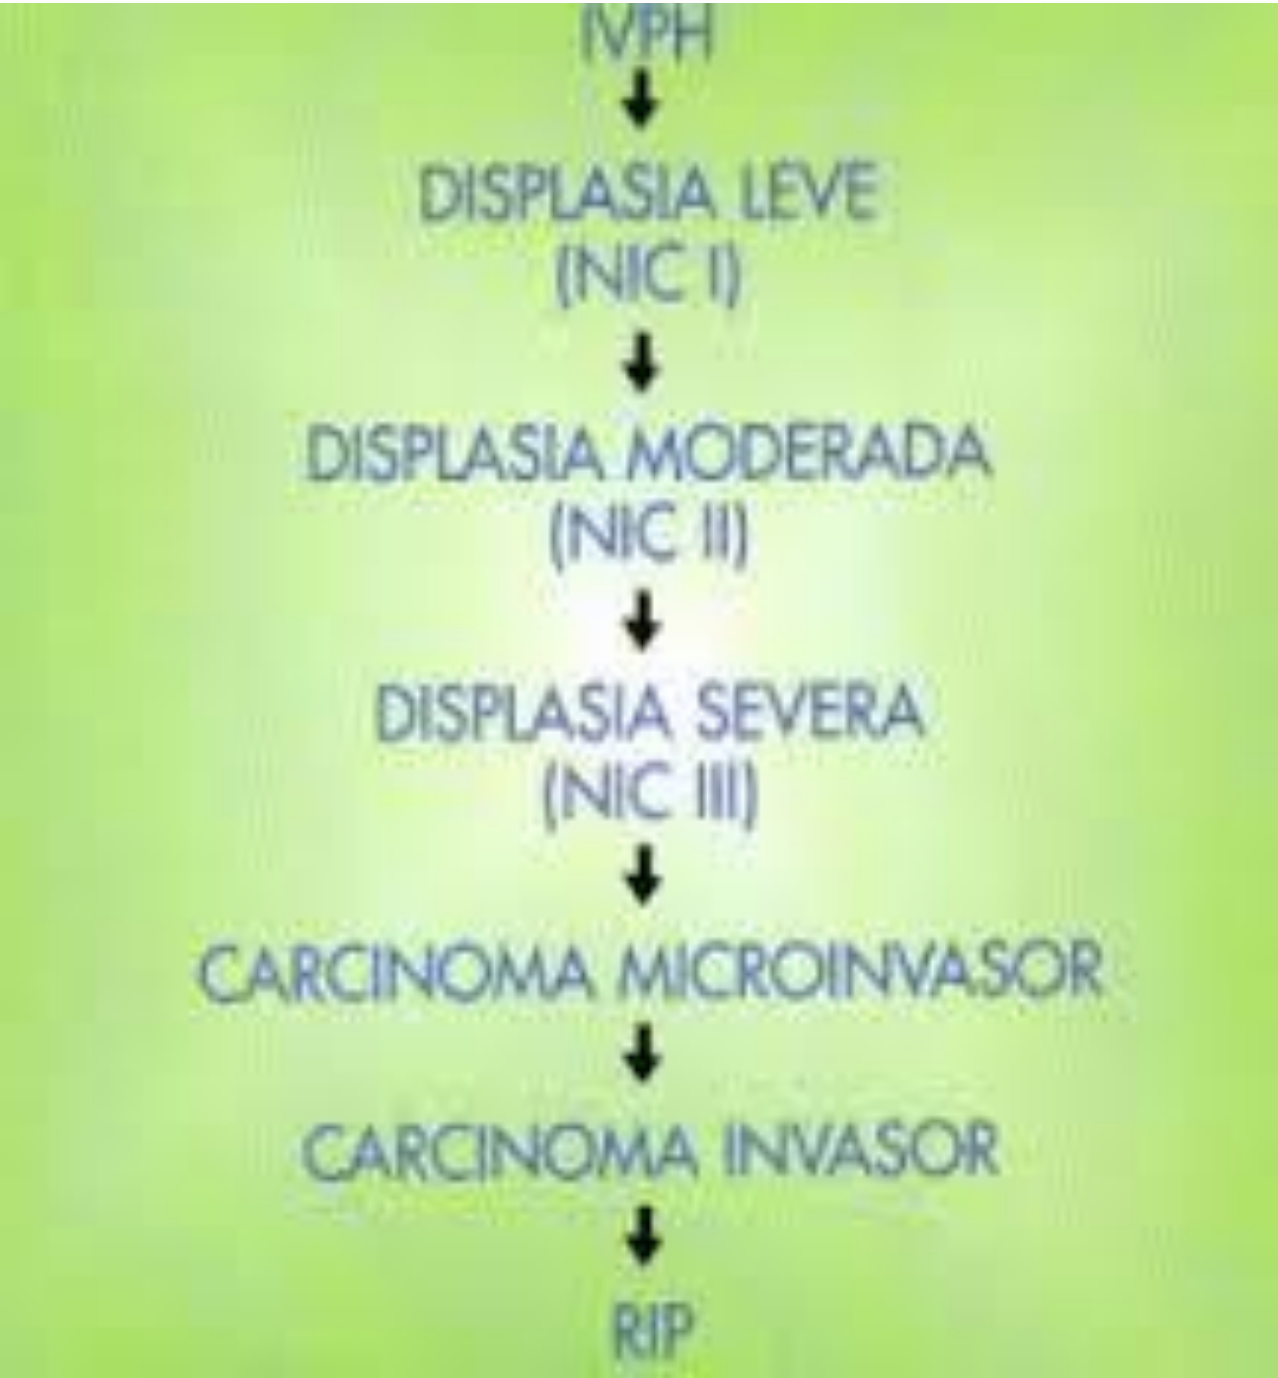 IVPH
DISPLASIA LEVE
(NIC I)
DISPLASIA MODERADA
(NIC II)
DISPLASIA SEVERA
(NIC III)
CARCINOMA MICROINVASOR
CARCINOMA INVASOR
RIP